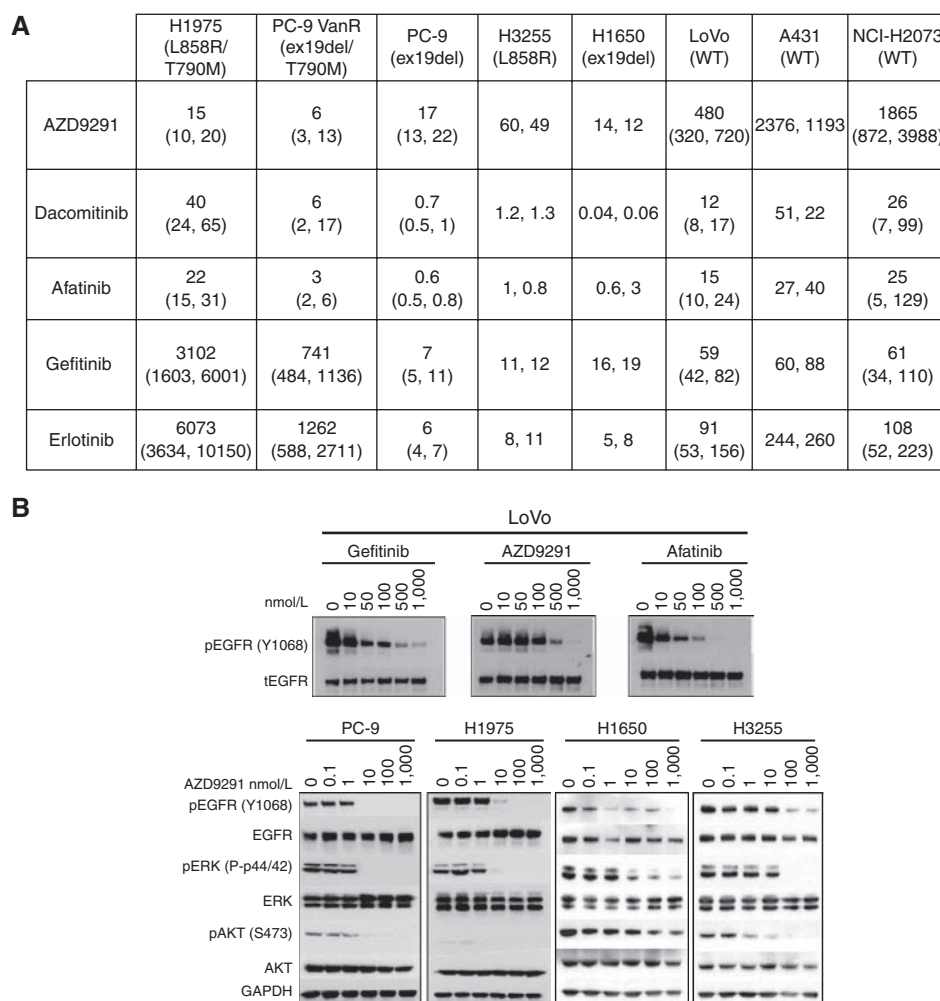 A
H1975 (L858R/ T790M) PC-9 VanR (ex19del/ T790M) PC-9 (ex19del) H3255 (L858R) H1650 (ex19del) LoVo (WT) A431 (WT) NCI-H2073 (WT)
AZD9291 15 (10, 20) 6 (3, 13) 17 (13, 22) 60, 49 14, 12 480 (320, 720) 2376, 1193 1865 (872, 3988)
Dacomitinib 40 (24, 65) 6 (2, 17) 0.7 (0.5, 1) 1.2, 1.3 0.04, 0.06 12 (8, 17) 51, 22 26 (7, 99)
Afatinib 22 (15, 31) 3 (2, 6) 0.6 (0.5, 0.8) 1, 0.8 0.6, 3 15 (10, 24) 27, 40 25 (5, 129)
Gefitinib 3102 (1603, 6001) 741 (484, 1136) 7 (5, 11) 11, 12 16, 19 59 (42, 82) 60, 88 61 (34, 110)
Erlotinib 6073 (3634, 10150) 1262 (588, 2711) 6 (4, 7) 8, 11 5, 8 91 (53, 156) 244, 260 108 (52, 223)
B
LoVo
Gefitinib AZD9291 Afatinib
nmol/L 0 10 50 100 500 1,000 0 10 50 100 500 1,000 0 10 50 100 500 1,000
pEGFR (Y1068)
tEGFR
PC-9 H1975 H1650 H3255
AZD9291 nmol/L 0 0.1 1 10 100 1,000 0 0.1 1 10 100 1,000 0 0.1 1 10 100 1,000 0 0.1 1 10 100 1,000
pEGFR (Y1068)
EGFR
pERK (P-p44/42)
ERK
pAKT (S473)
AKT
GAPDH